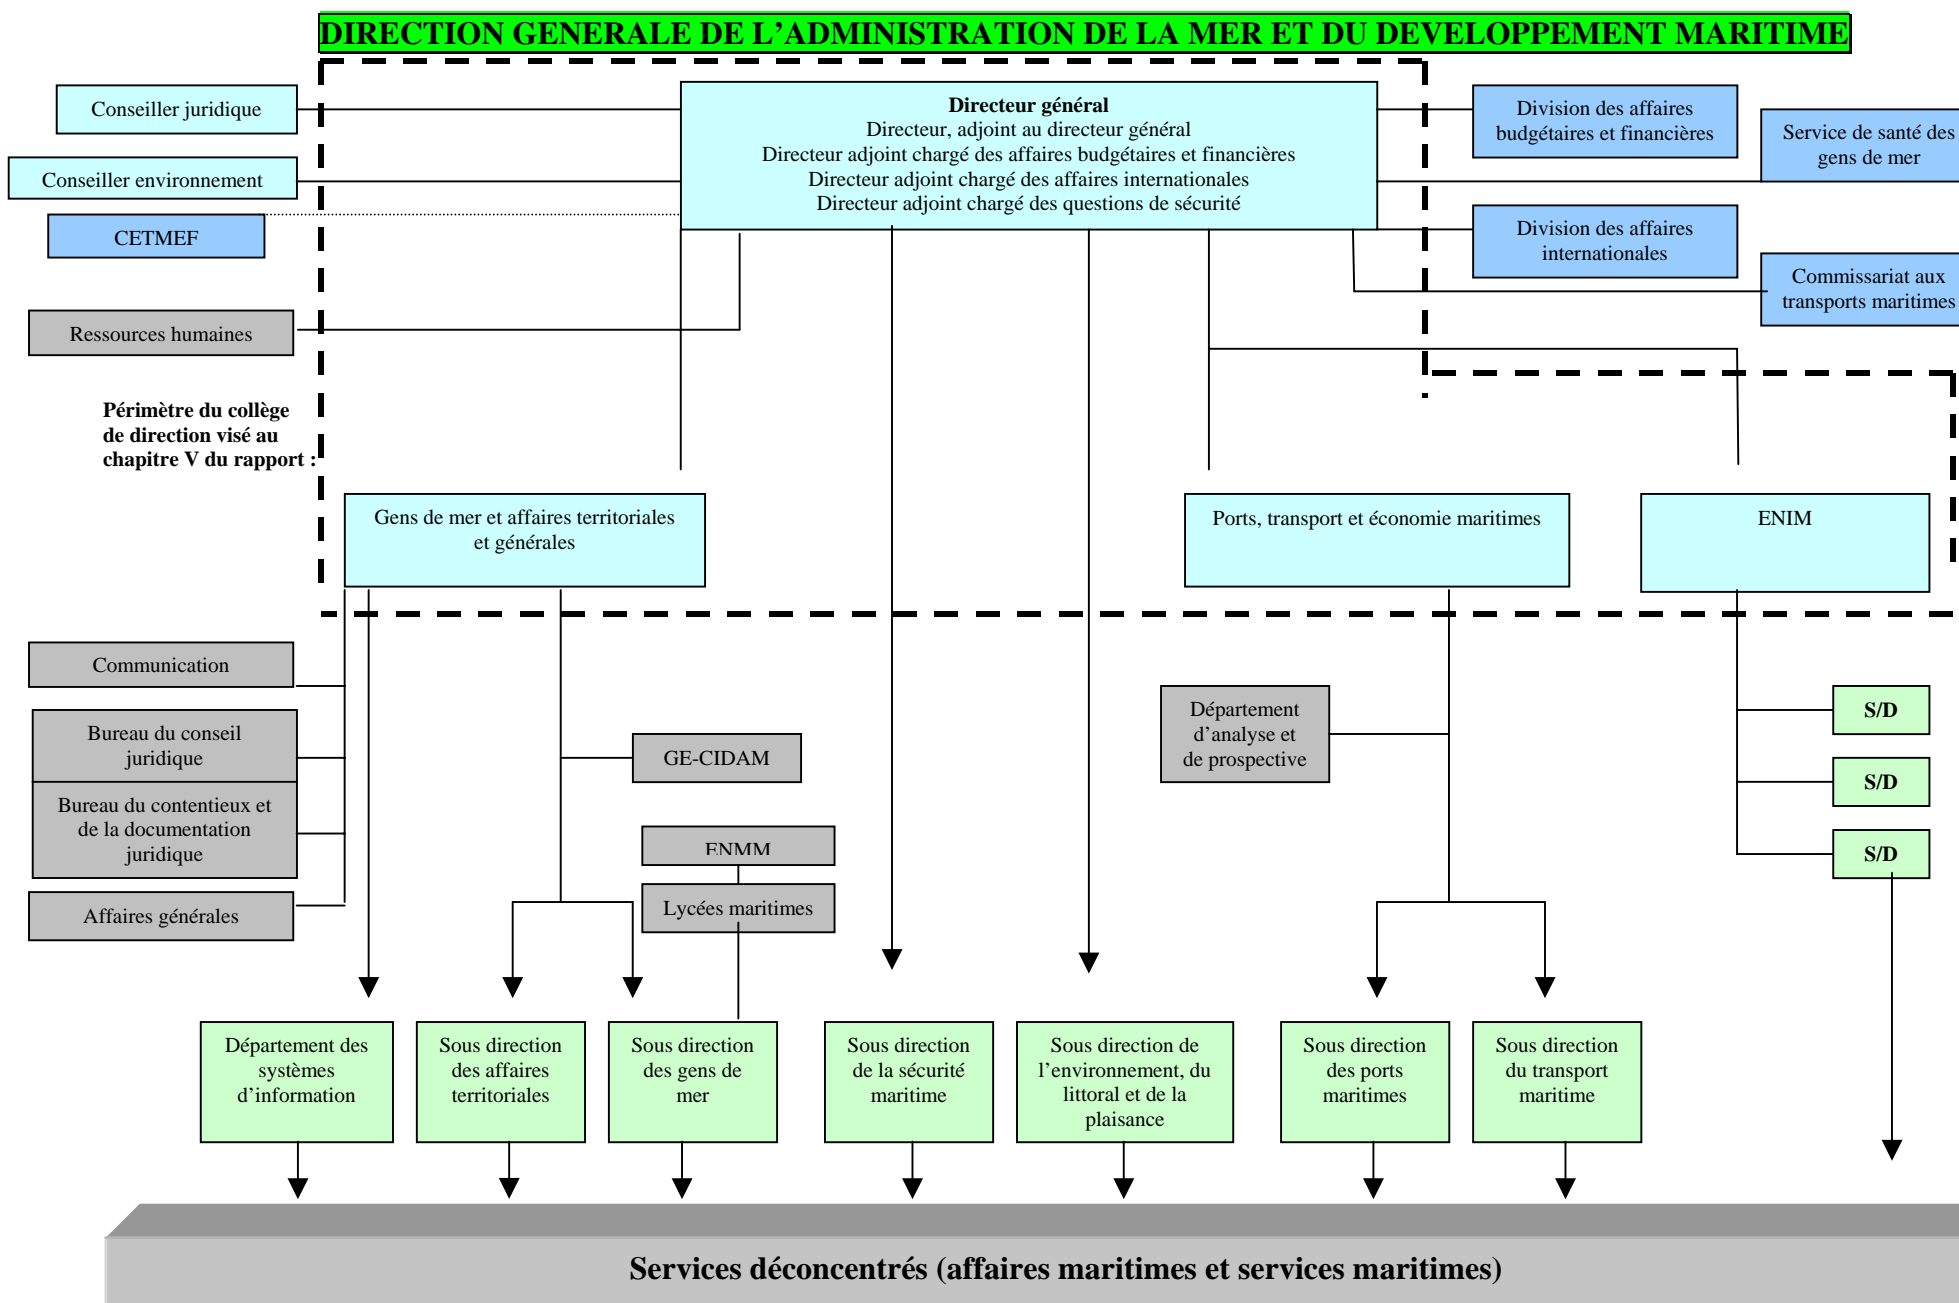 DIRECTION GENERALE DE L'ADMINISTRATION DE LA MER ET DU DEVELOPPEMENT MARITIME
Conseiller juridique
Conseiller environnement
CETMEF
Ressources humaines
Directeur général
Directeur, adjoint au directeur général
Directeur adjoint chargé des affaires budgétaires et financières
Directeur adjoint chargé des affaires internationales
Directeur adjoint chargé des questions de sécurité
Division des affaires
budgétaires et financières
Service de santé des
gens de mer
Division des affaires
internationales
Commissariat aux
transports maritimes
Périmètre du collège
de direction visé au
chapitre V du rapport :
Gens de mer et affaires territoriales
et générales
Ports, transport et économie maritimes
ENIM
Communication
Bureau du conseil
juridique
Bureau du contentieux et
de la documentation
juridique
Affaires générales
GE-CIDAM
ENMM
Lycées maritimes
Département
d'analyse et
de prospective
S/D
S/D
S/D
Département des
systèmes
d'information
Sous direction
des affaires
territoriales
Sous direction
des gens de
mer
Sous direction
de la sécurité
maritime
Sous direction de
l'environnement, du
littoral et de la
plaisance
Sous direction
des ports
maritimes
Sous direction
du transport
maritime
Services déconcentrés (affaires maritimes et services maritimes)